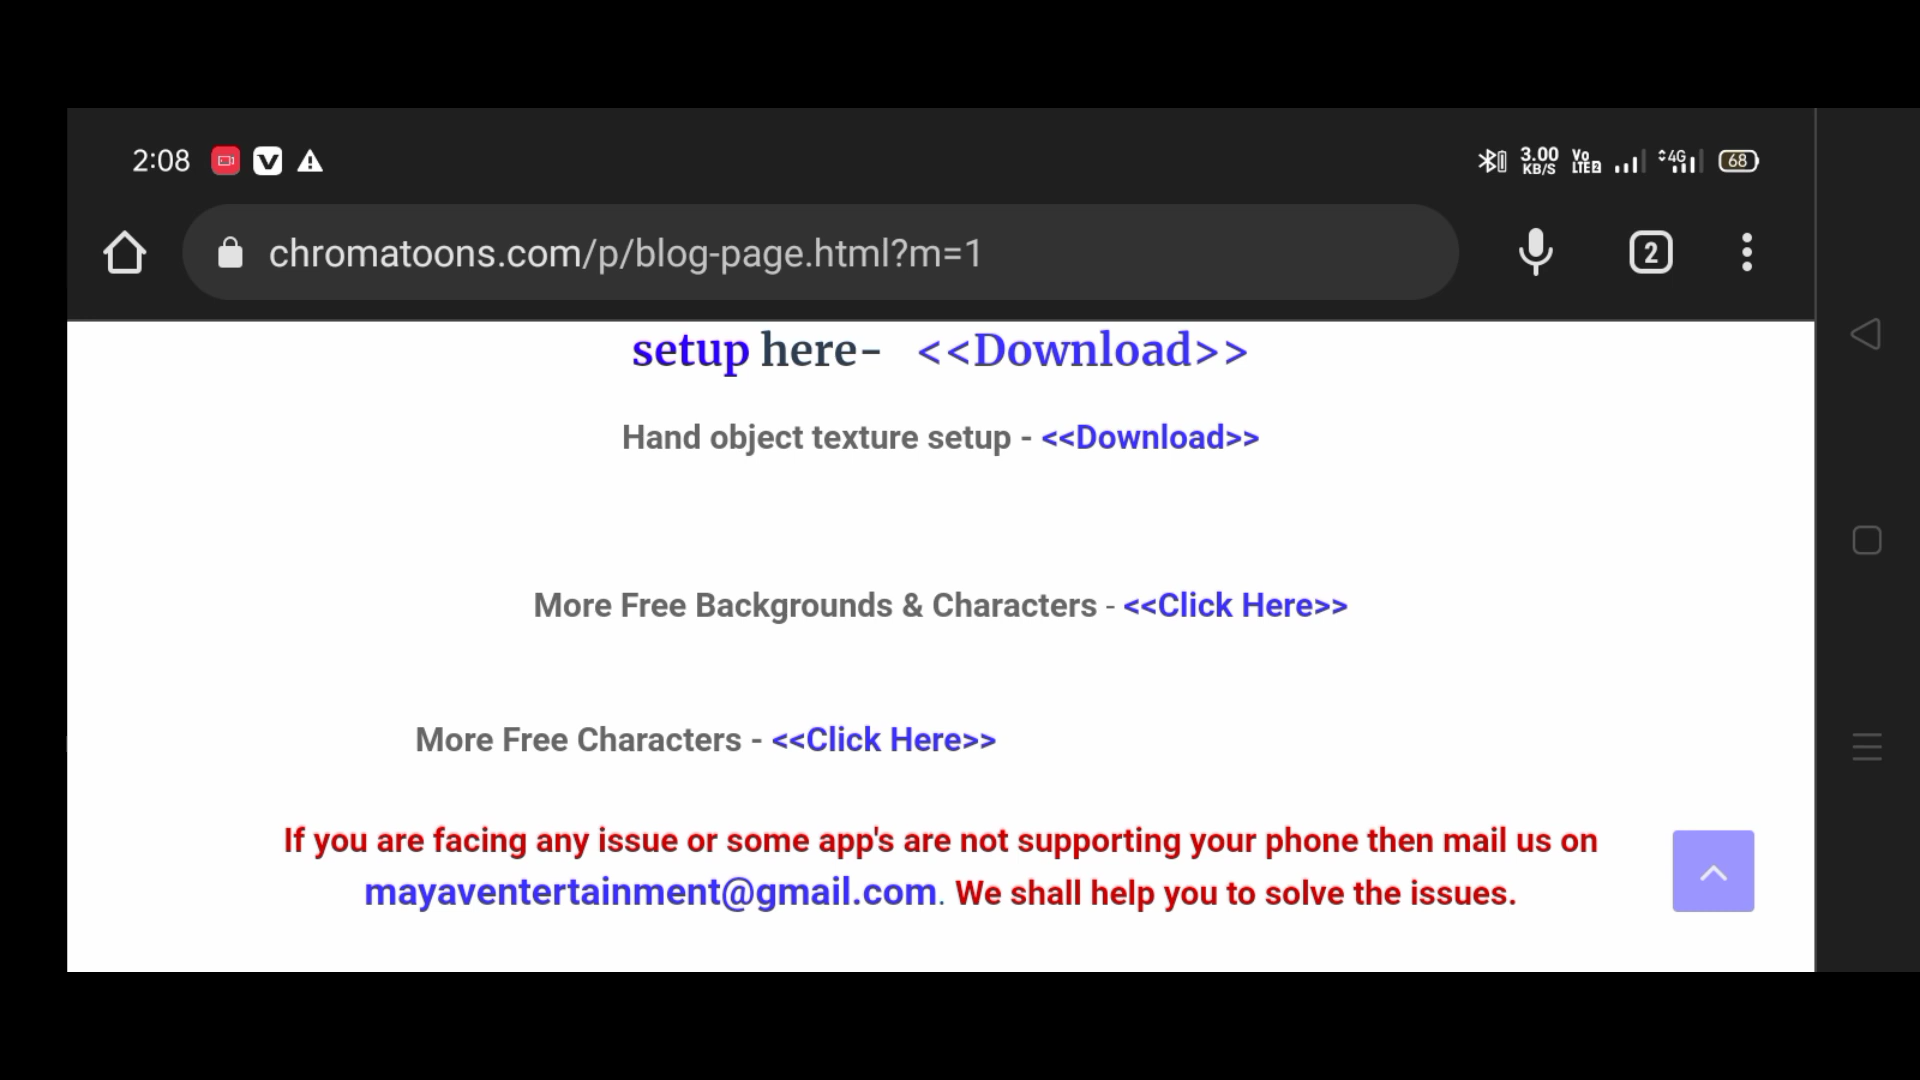 2:08 3.00 KB/S Vo LTE2 4G 68
chromatoons.com/p/blog-page.html?m=1 2
setup here- <<Download>>
Hand object texture setup - <<Download>>
More Free Backgrounds & Characters - <<Click Here>>
More Free Characters - <<Click Here>>
If you are facing any issue or some app's are not supporting your phone then mail us on
mayaventertainment@gmail.com. We shall help you to solve the issues.